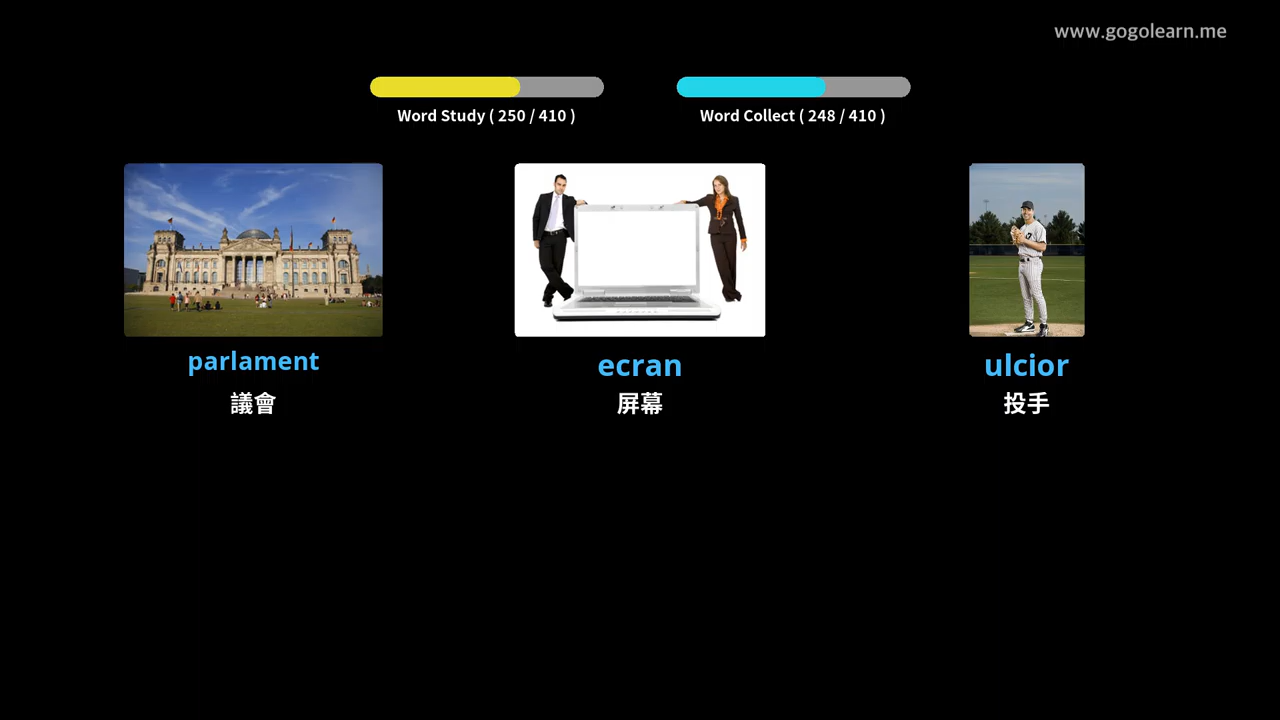 www.gogolearn.me
Word Study ( 250 / 410 )
Word Collect ( 248 / 410 )
parlament
ecran
ulcior
議會
屏幕
投手